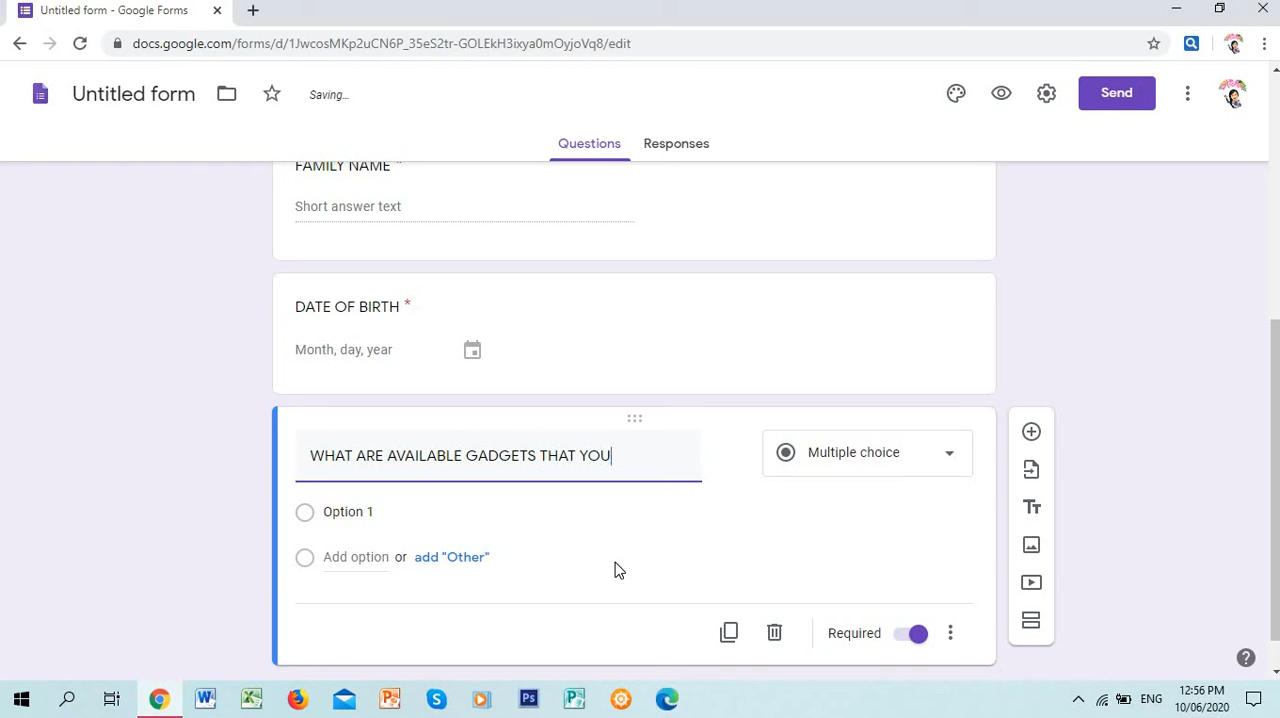 Untitled form - Google Forms
docs.google.com/forms/d/1JwcosMKp2uCN6P_35eS2tr-GOLEkH3ixya0mOyjoVq8/edit
Untitled form
Saving...
Send
Questions
Responses
FAMILY NAME *
Short answer text
DATE OF BIRTH *
Month, day, year
WHAT ARE AVAILABLE GADGETS THAT YOU
Multiple choice
Option 1
Add option or add "Other"
Required
ENG
12:56 PM
10/06/2020